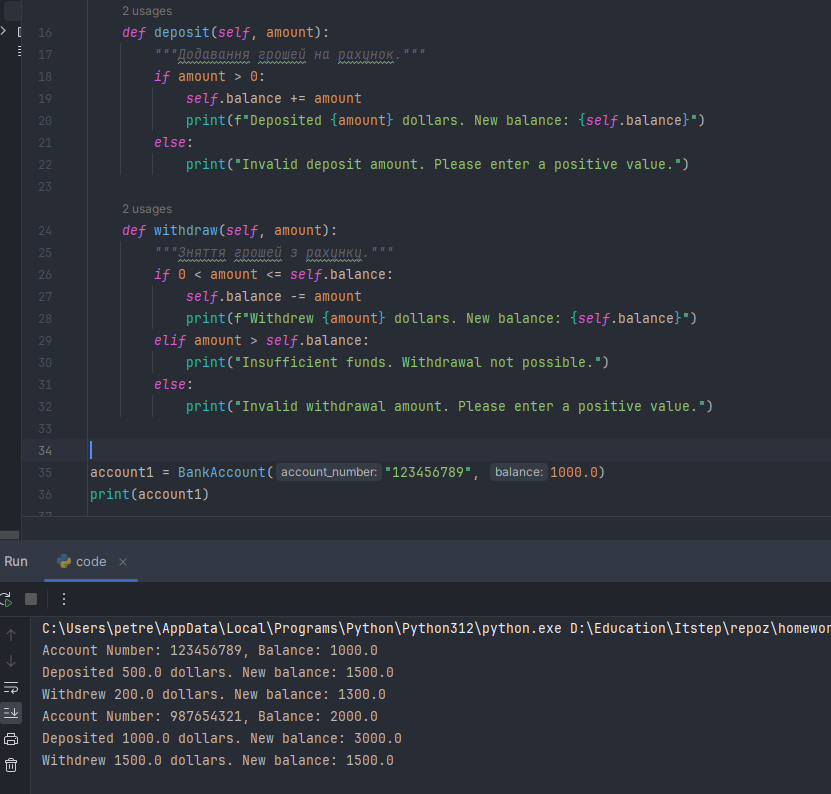 2 usages
16 def deposit(self, amount):
17 """Додавання грошей на рахунок."""
18 if amount > 0:
19 self.balance += amount
20 print(f"Deposited {amount} dollars. New balance: {self.balance}")
21 else:
22 print("Invalid deposit amount. Please enter a positive value.")
23
2 usages
24 def withdraw(self, amount):
25 """Зняття грошей з рахунку."""
26 if 0 < amount <= self.balance:
27 self.balance -= amount
28 print(f"Withdrew {amount} dollars. New balance: {self.balance}")
29 elif amount > self.balance:
30 print("Insufficient funds. Withdrawal not possible.")
31 else:
32 print("Invalid withdrawal amount. Please enter a positive value.")
33
34
35 account1 = BankAccount( account_number: "123456789", balance: 1000.0)
36 print(account1)
37
Run code
C:\Users\petre\AppData\Local\Programs\Python\Python312\python.exe D:\Education\Itstep\repoz\homewor
Account Number: 123456789, Balance: 1000.0
Deposited 500.0 dollars. New balance: 1500.0
Withdrew 200.0 dollars. New balance: 1300.0
Account Number: 987654321, Balance: 2000.0
Deposited 1000.0 dollars. New balance: 3000.0
Withdrew 1500.0 dollars. New balance: 1500.0